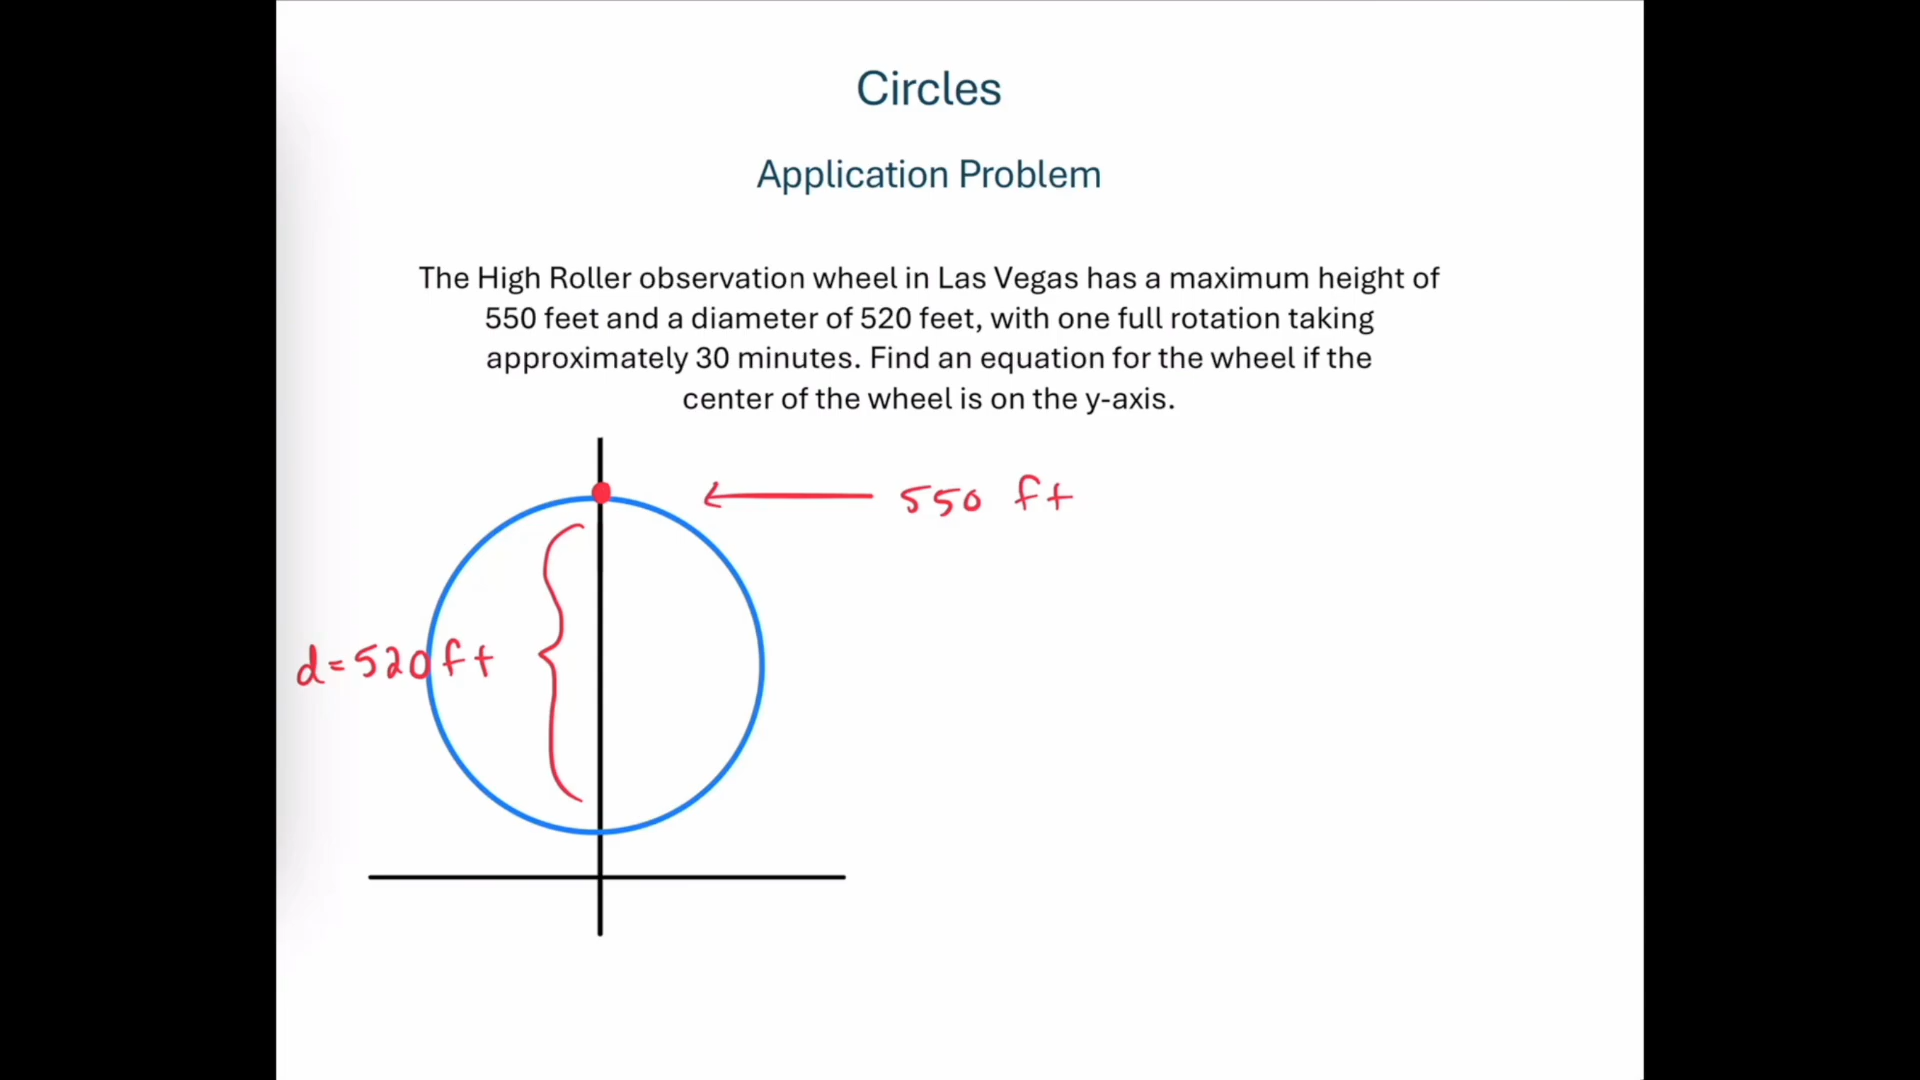 Circles
Application Problem
The High Roller observation wheel in Las Vegas has a maximum height of
550 feet and a diameter of 520 feet, with one full rotation taking
approximately 30 minutes. Find an equation for the wheel if the
center of the wheel is on the y-axis.
550 ft
d=520ft